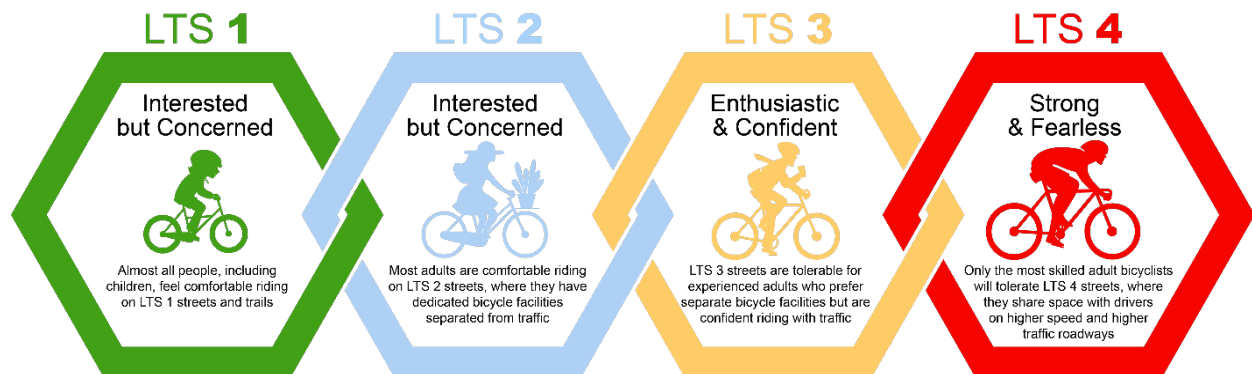 LTS 1
Interested
but Concerned
Almost all people, including
children, feel comfortable riding
on LTS 1 streets and trails
LTS 2
Interested
but Concerned
Most adults are comfortable riding
on LTS 2 streets, where they have
dedicated bicycle facilities
separated from traffic
LTS 3
Enthusiastic
& Confident
LTS 3 streets are tolerable for
experienced adults who prefer
separate bicycle facilities but are
confident riding with traffic
LTS 4
Strong
& Fearless
Only the most skilled adult bicyclists
will tolerate LTS 4 streets, where
they share space with drivers
on higher speed and higher
traffic roadways